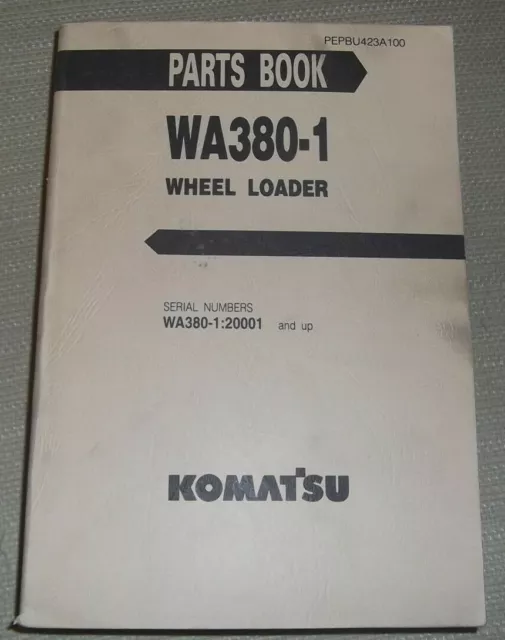 PEPBU423A100
PARTS BOOK
WA380-1
WHEEL LOADER
SERIAL NUMBERS
WA380-1:20001 and up
KOMATSU